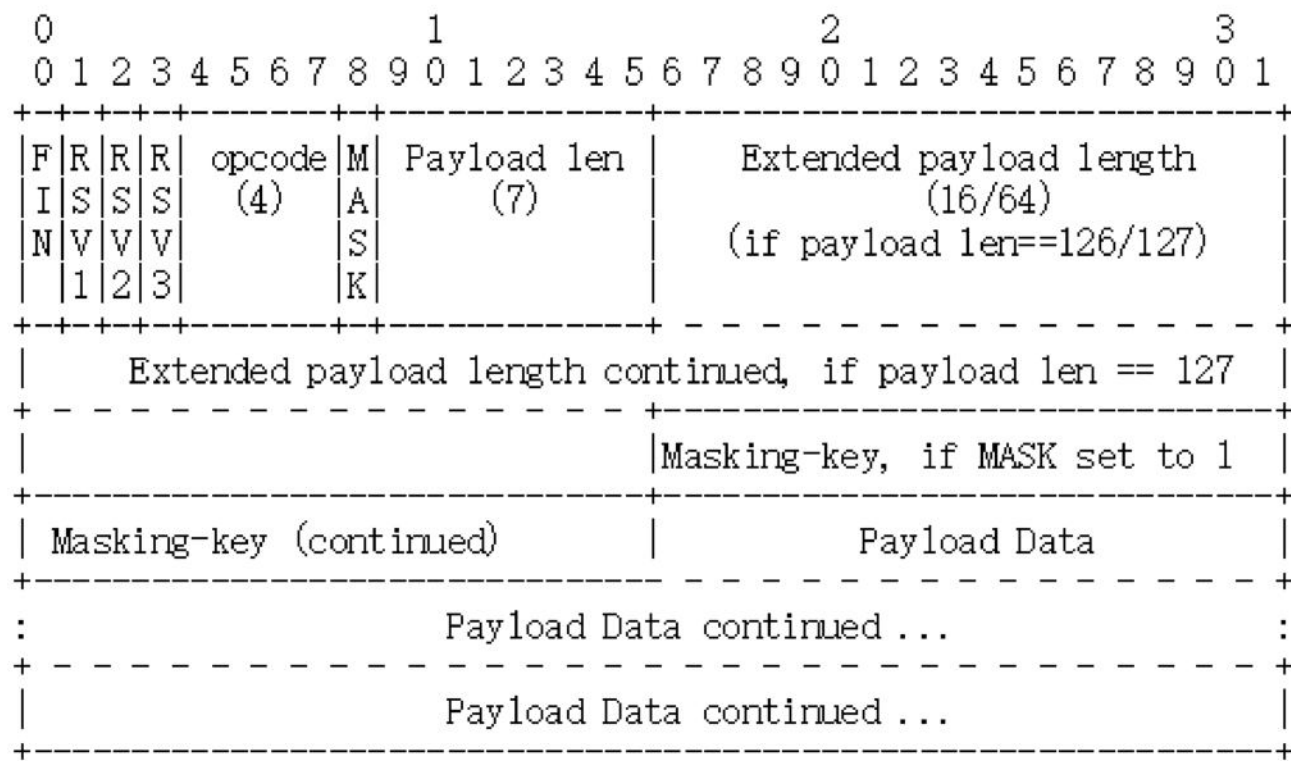 0                   1                   2                   3
0 1 2 3 4 5 6 7 8 9 0 1 2 3 4 5 6 7 8 9 0 1 2 3 4 5 6 7 8 9 0 1
+-+-+-+-+-------+-+-------------+-------------------------------+
|F|R|R|R| opcode|M| Payload len |    Extended payload length    |
|I|S|S|S|  (4)  |A|     (7)     |            (16/64)            |
|N|V|V|V|       |S|             |  (if payload len==126/127)    |
| |1|2|3|       |K|             |                               |
+-+-+-+-+-------+-+-------------+ - - - - - - - - - - - - - - - +
|    Extended payload length continued, if payload len == 127   |
+ - - - - - - - - - - - - - - - +-------------------------------+
|                               |Masking-key, if MASK set to 1  |
+-------------------------------+-------------------------------+
| Masking-key (continued)       |          Payload Data         |
+-------------------------------- - - - - - - - - - - - - - - - +
:                     Payload Data continued ...                :
+ - - - - - - - - - - - - - - - - - - - - - - - - - - - - - - - +
|                     Payload Data continued ...                |
+---------------------------------------------------------------+